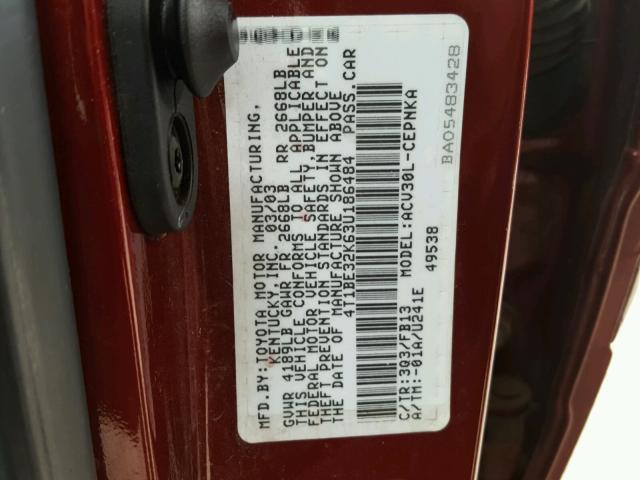 MFD.BY: TOYOTA MOTOR MANUFACTURING,
KENTUCKY, INC. 03/03
GVWR 4189LB GAWR FR 2668LB RR 2668LB
THIS VEHICLE CONFORMS TO ALL APPLICABLE
FEDERAL MOTOR VEHICLE SAFETY, BUMPER AND
THEFT PREVENTION STANDARDS IN EFFECT ON
THE DATE OF MANUFACTURE SHOWN ABOVE.
4T1BE32K63U186484 PASS. CAR
C/TR:3Q3/FB13 MODEL:ACV30L-CEPNKA
A/TM:-01A/U241E 49538
BA05483428